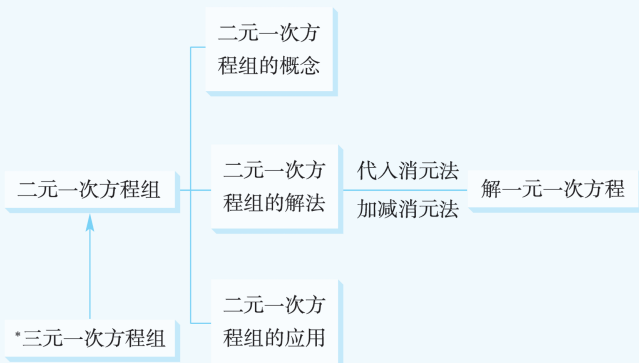 二元一次方
程组的概念
二元一次方程组
二元一次方
程组的解法
代入消元法
加减消元法
解一元一次方程
*三元一次方程组
二元一次方
程组的应用